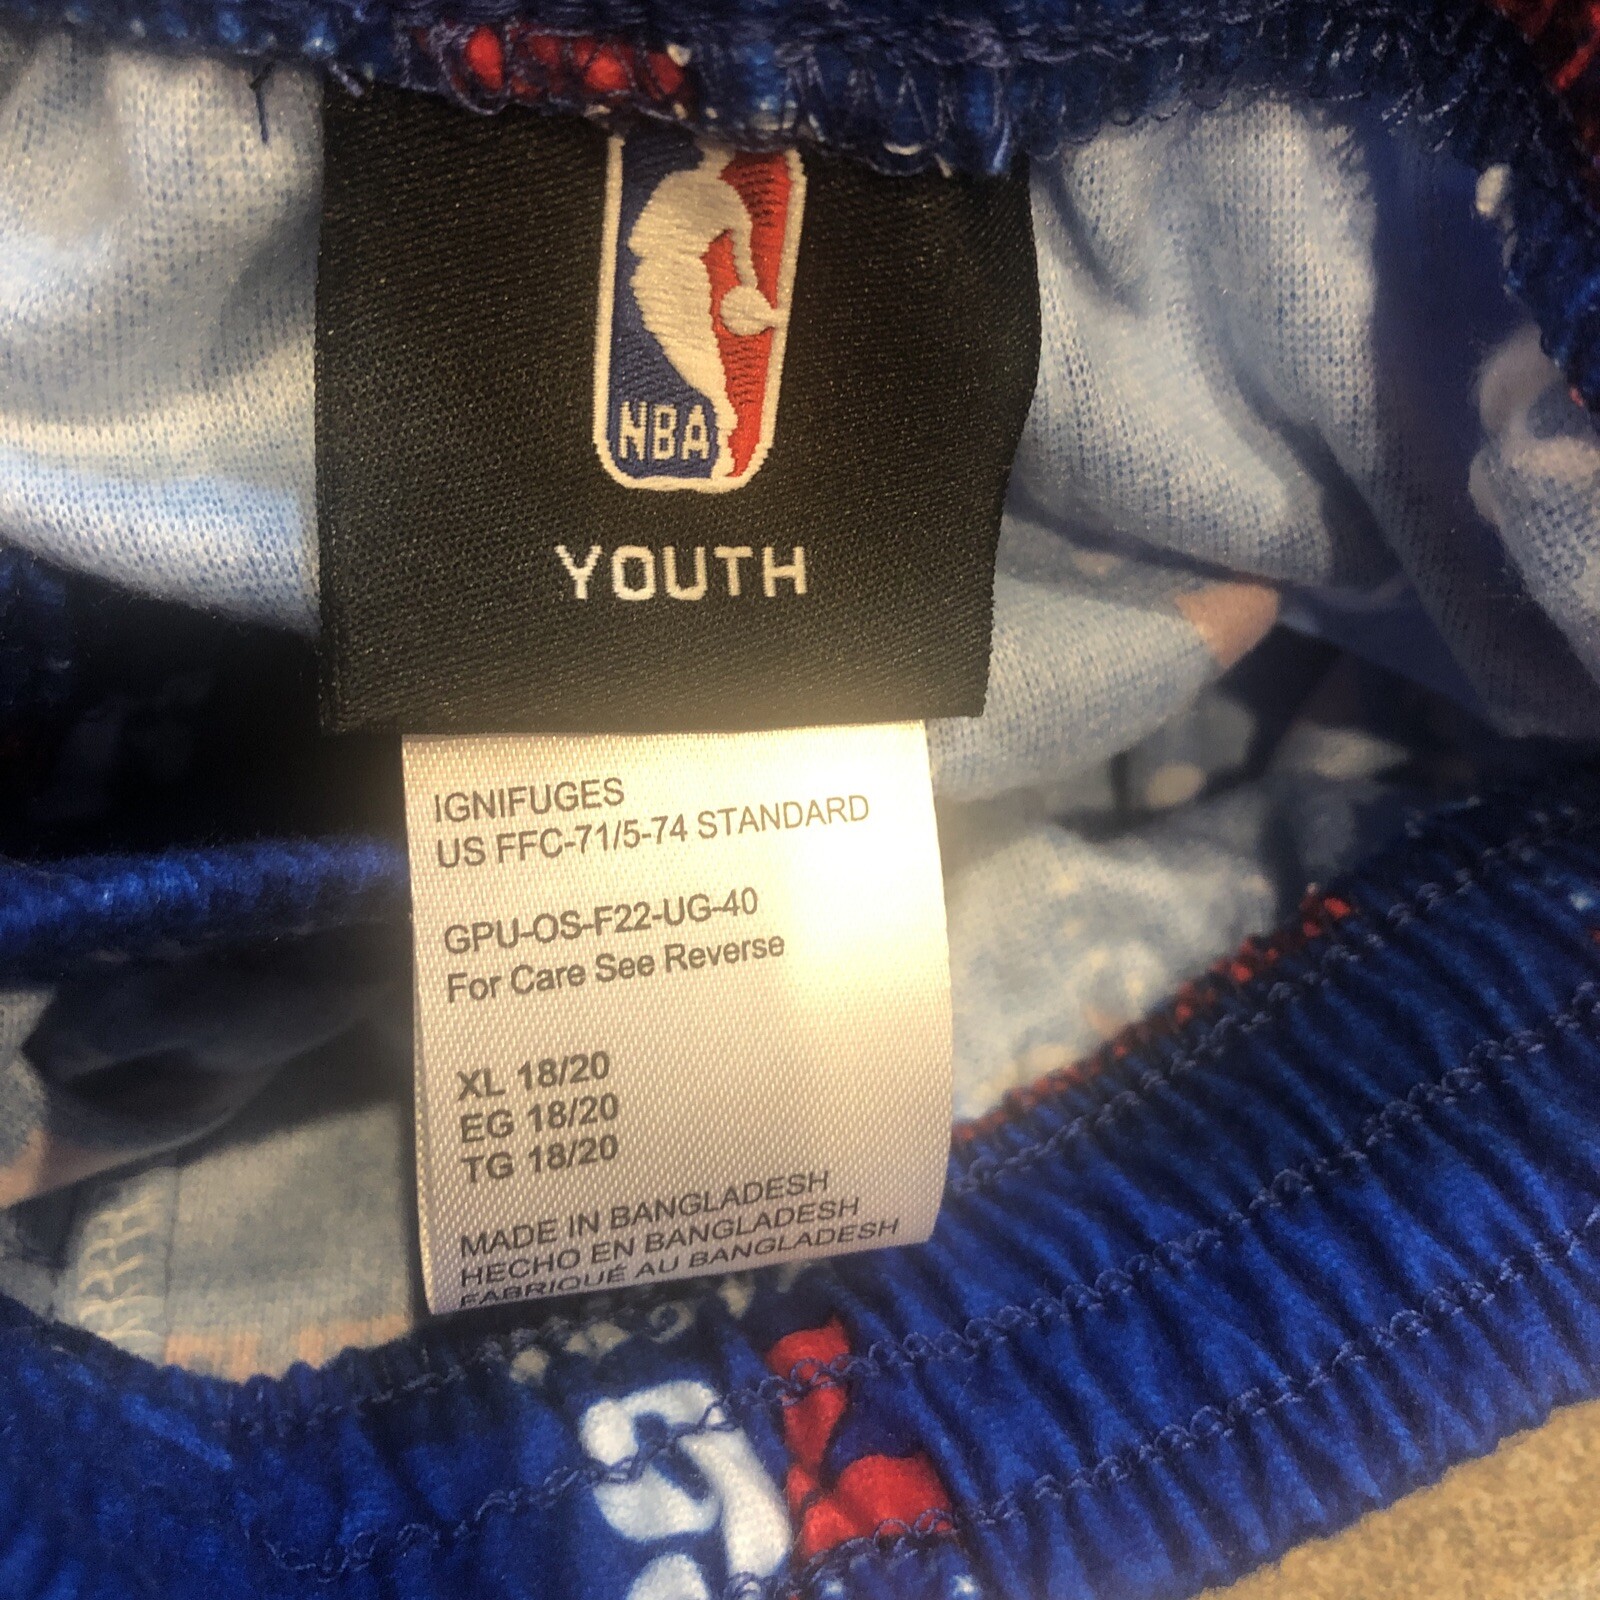 NBA
YOUTH
IGNIFUGES
US FFC-71/5-74 STANDARD
GPU-OS-F22-UG-40
For Care See Reverse
XL 18/20
EG 18/20
TG 18/20
MADE IN BANGLADESH
HECHO EN BANGLADESH
FABRIQUÉ AU BANGLADESH